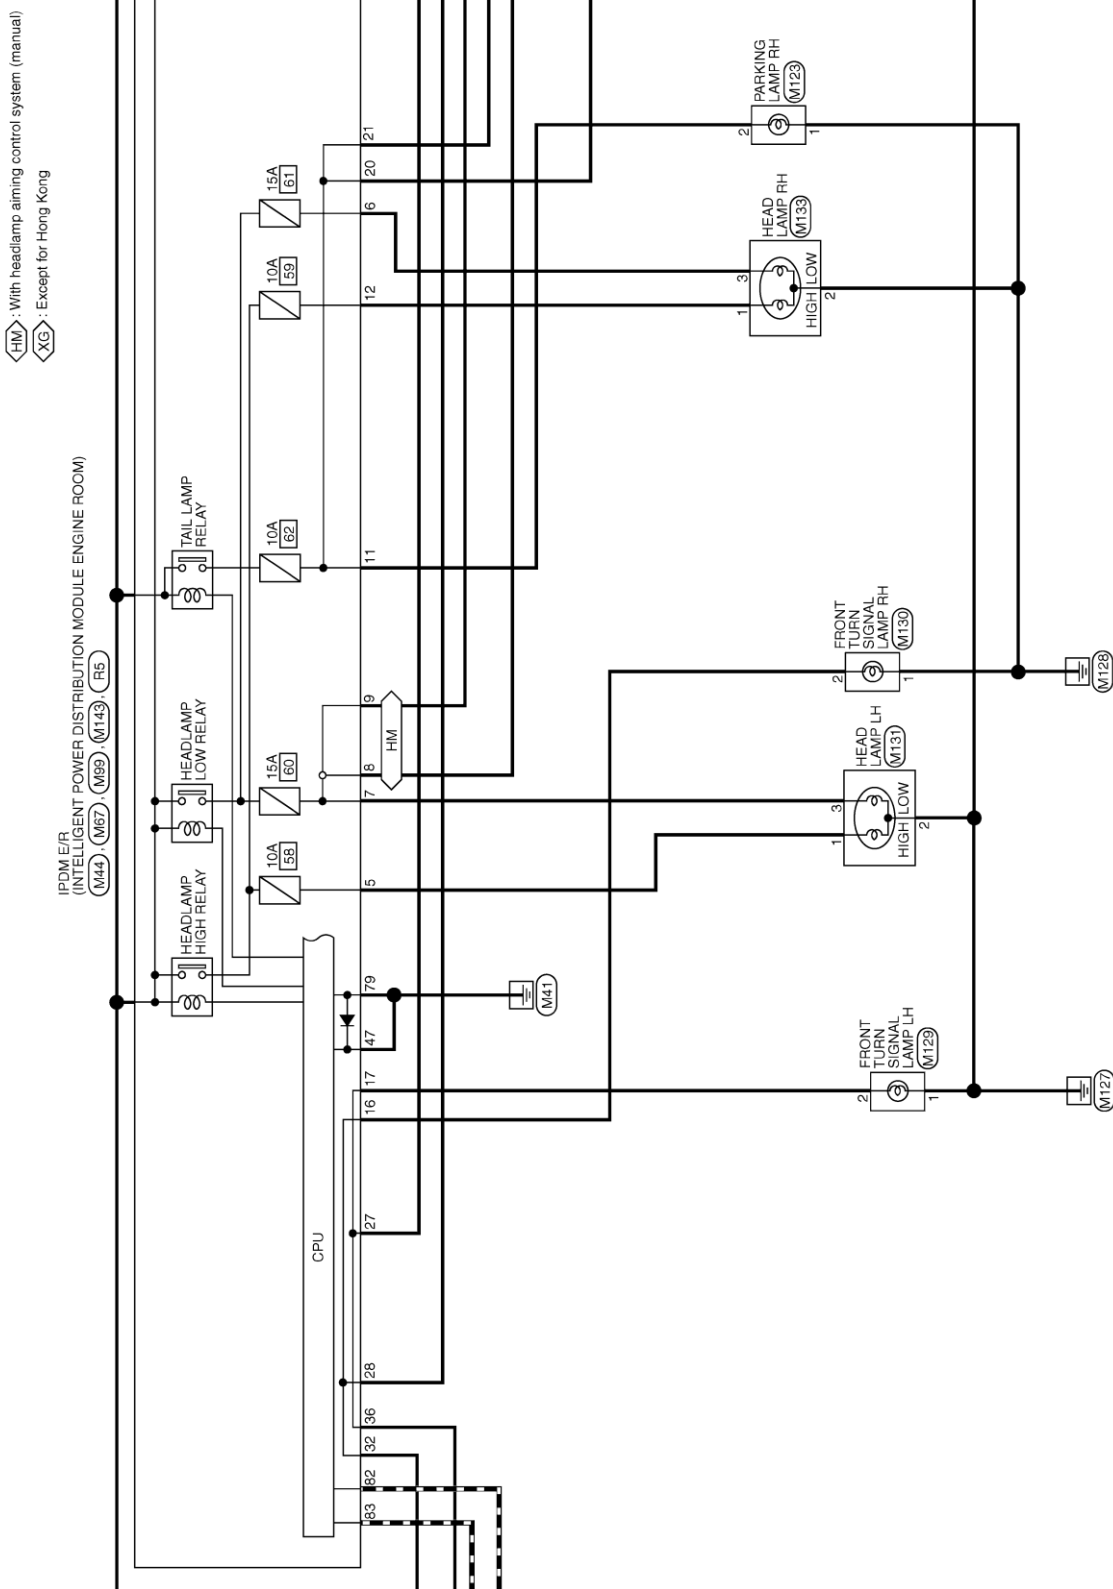 HM : With headlamp aiming control system (manual)
XG : Except for Hong Kong
IPDM E/R
(INTELLIGENT POWER DISTRIBUTION MODULE ENGINE ROOM)
M44 , M67 , M99 , M143 , R5
HEADLAMP
HIGH RELAY
HEADLAMP
LOW RELAY
TAIL LAMP
RELAY
10A
58
15A
60
10A
62
10A
59
15A
61
CPU
83
82
32
36
28
27
16
17
47
79
5
7
8
9
11
12
6
20
21
HM
M41
FRONT
TURN
SIGNAL
LAMP LH
M129
2
1
M127
HEAD
LAMP LH
M131
1
3
HIGH
LOW
2
FRONT
TURN
SIGNAL
LAMP RH
M130
2
1
M128
HEAD
LAMP RH
M133
1
3
HIGH
LOW
2
PARKING
LAMP RH
M123
2
1